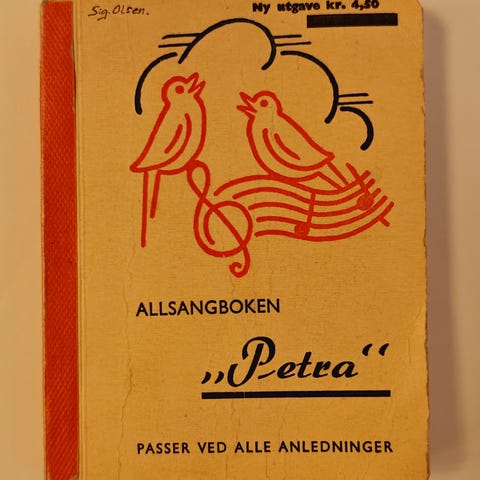 Sig. Olsen.
Ny utgave kr. 4,50
ALLSANGBOKEN
„Petra“
PASSER VED ALLE ANLEDNINGER